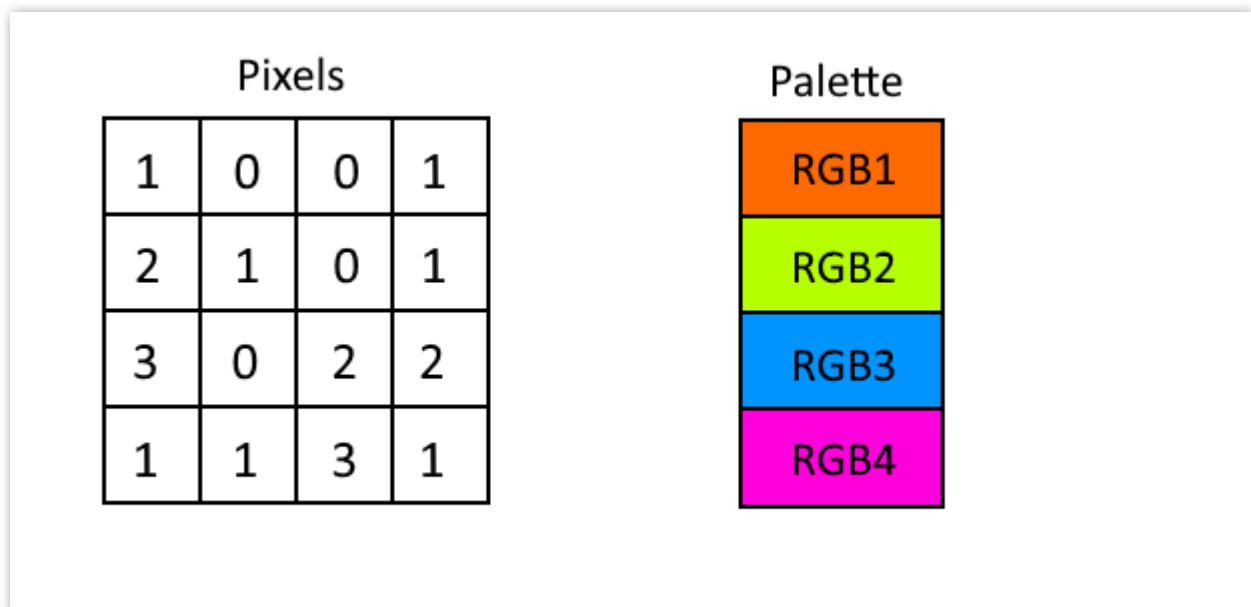 Pixels
1 0 0 1
2 1 0 1
3 0 2 2
1 1 3 1
Palette
RGB1
RGB2
RGB3
RGB4